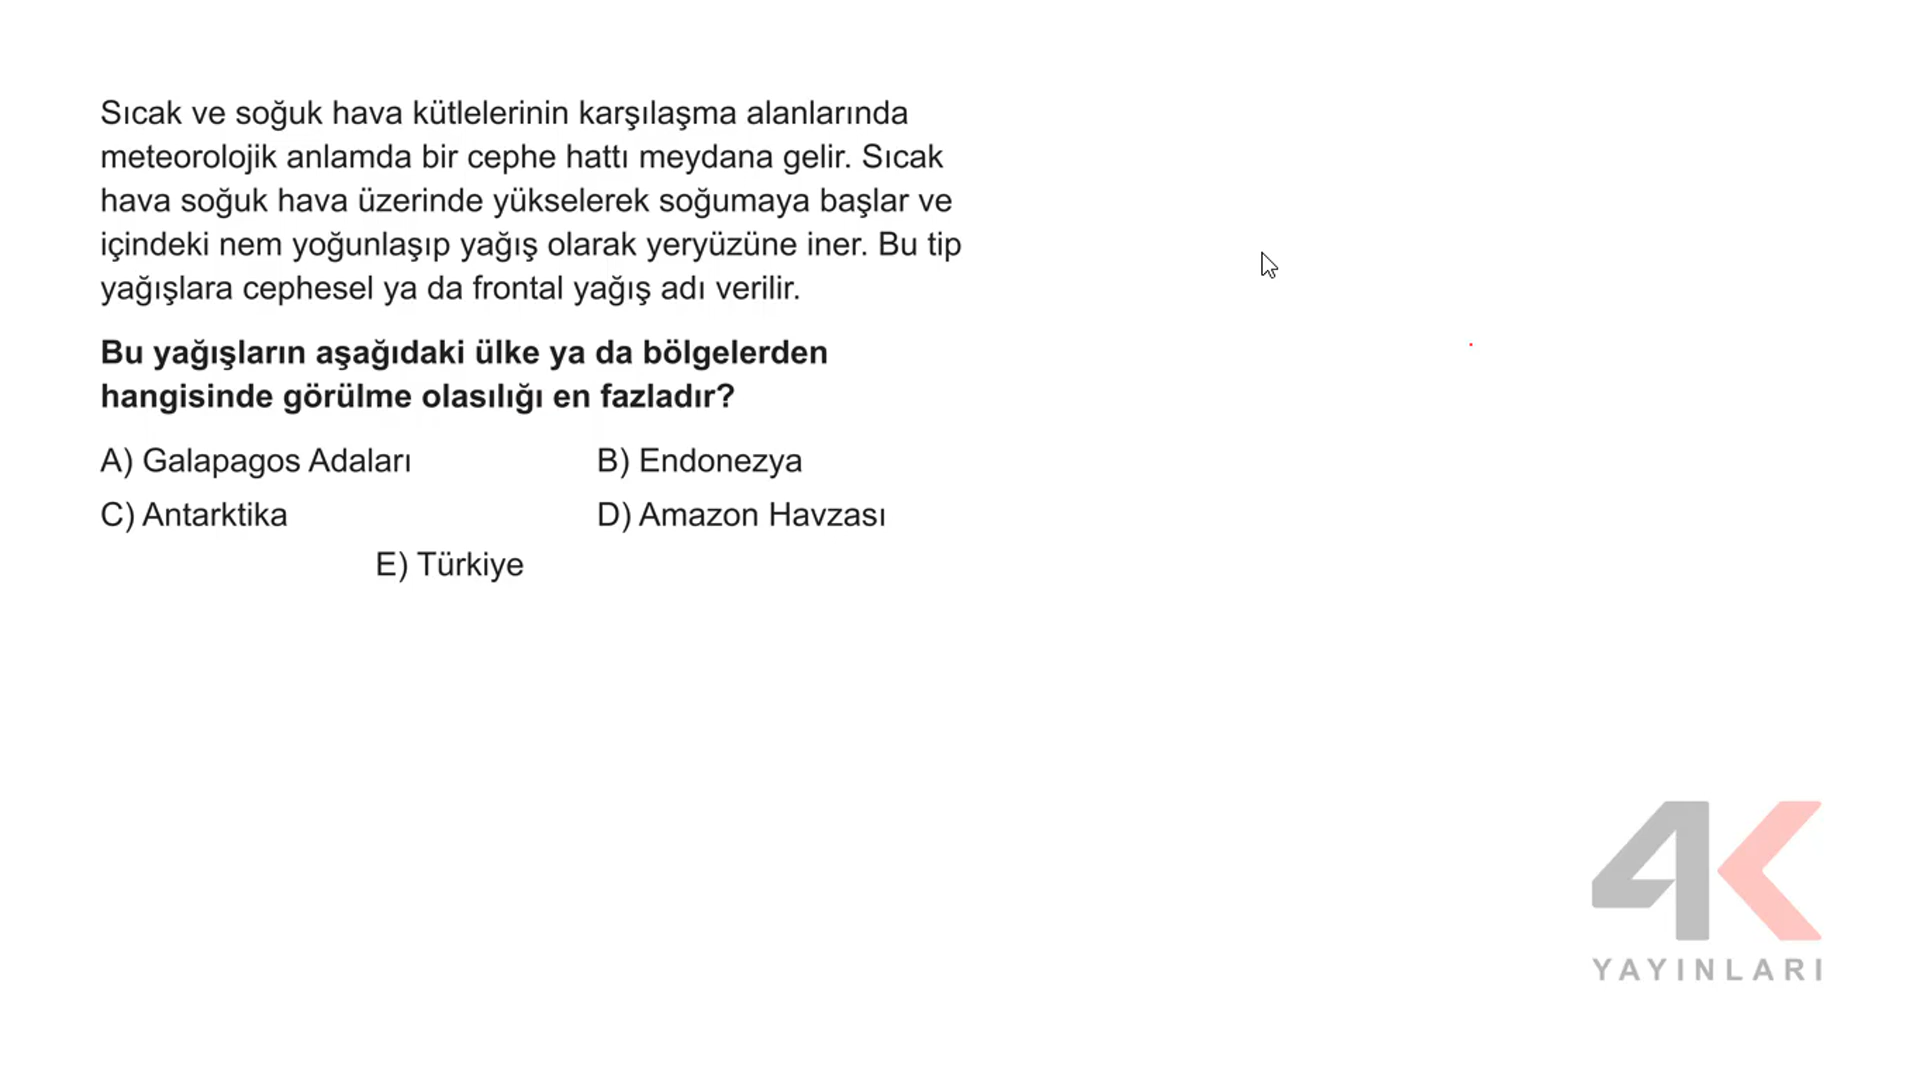 Sıcak ve soğuk hava kütlelerinin karşılaşma alanlarında
meteorolojik anlamda bir cephe hattı meydana gelir. Sıcak
hava soğuk hava üzerinde yükselerek soğumaya başlar ve
içindeki nem yoğunlaşıp yağış olarak yeryüzüne iner. Bu tip
yağışlara cephesel ya da frontal yağış adı verilir.
Bu yağışların aşağıdaki ülke ya da bölgelerden
hangisinde görülme olasılığı en fazladır?
A) Galapagos Adaları B) Endonezya
C) Antarktika D) Amazon Havzası
E) Türkiye
4K
YAYINLARI